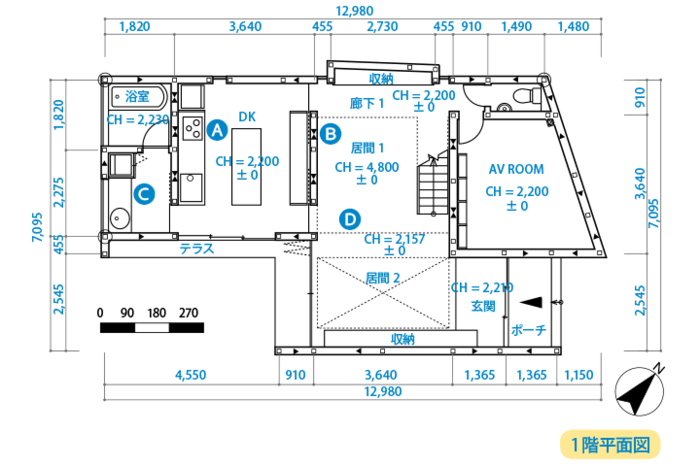 12,980
1,820 3,640 455 2,730 455 910 1,490 1,480
収納
浴室
CH = 2,230
DK
廊下 1
CH = 2,200
± 0
A
B
居間 1
CH = 4,800
± 0
CH = 2,200
± 0
AV ROOM
CH = 2,200
± 0
C
D
CH = 2,157
± 0
テラス
居間 2
CH = 2,210
玄関
ポーチ
収納
1,820
2,275
455
2,545
7,095
910
3,640
2,545
7,095
0 90 180 270
4,550 910 3,640 1,365 1,365 1,150
12,980
N
1階平面図